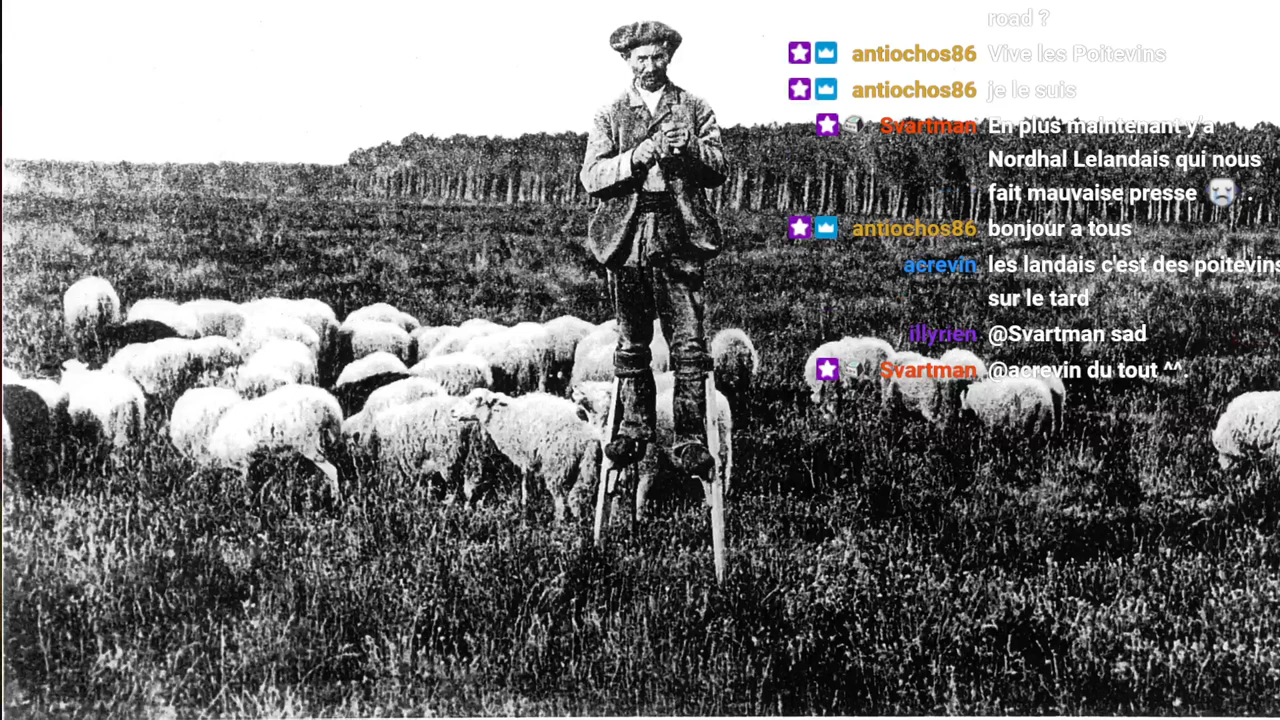 road ?
antiochos86 Vive les Poitevins
antiochos86 je le suis
Svartman En plus maintenant y'a
Nordhal Lelandais qui nous
fait mauvaise presse .
antiochos86 bonjour a tous
acrevin les landais c'est des poitevins
sur le tard
illyrien @Svartman sad
Svartman @acrevin du tout ^^.